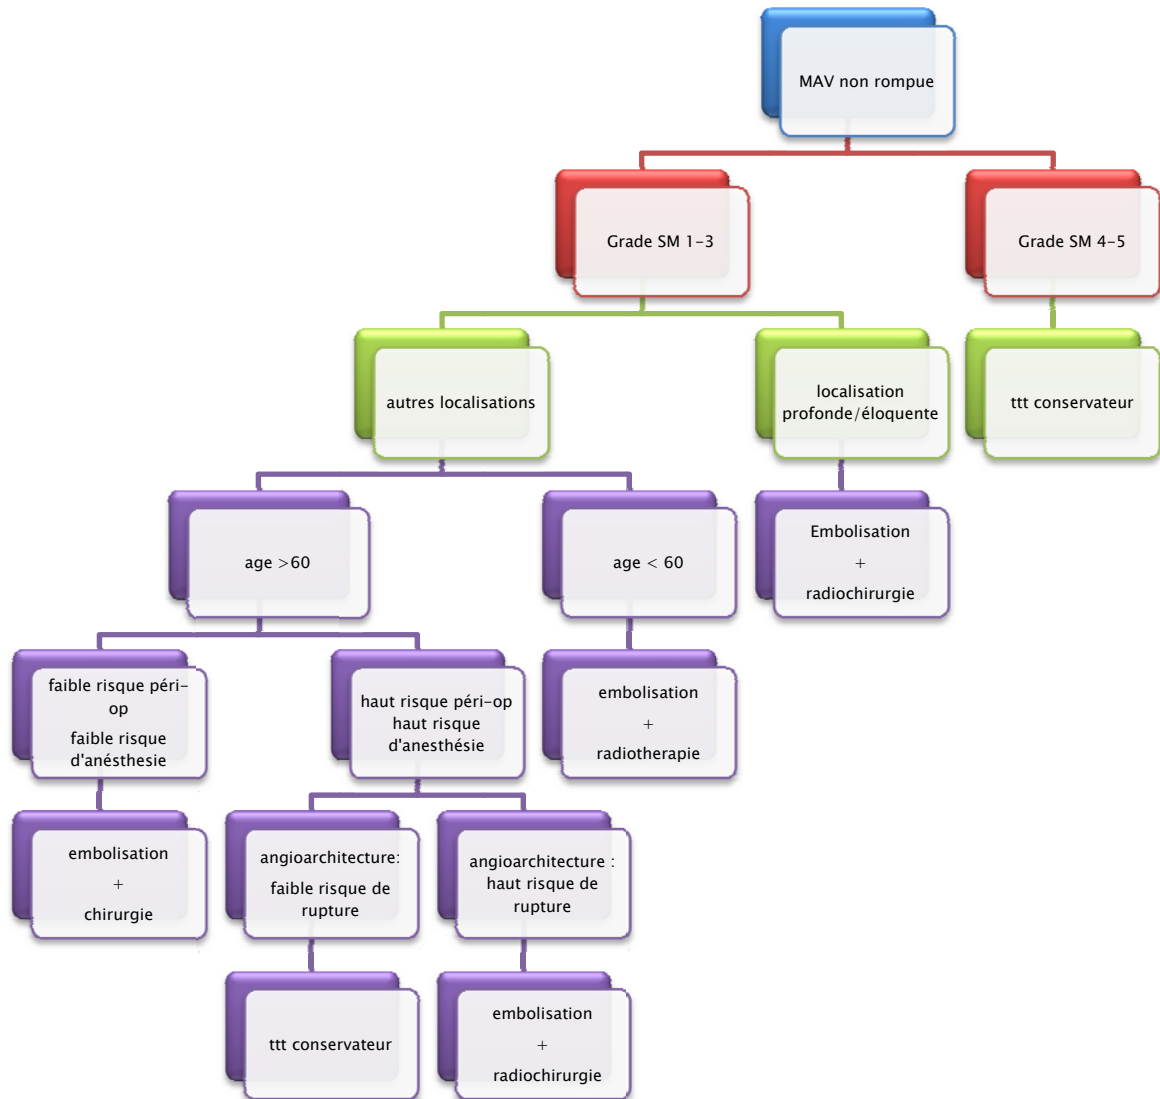 MAV non rompue
Grade SM 1-3
Grade SM 4-5
autres localisations
localisation
profonde/éloquente
ttt conservateur
age >60
age < 60
Embolisation
+
radiochirurgie
faible risque péri-
op
faible risque
d'anésthesie
haut risque péri-op
haut risque
d'anesthésie
embolisation
+
radiotherapie
embolisation
+
chirurgie
angioarchitecture:
faible risque de
rupture
angioarchitecture :
haut risque de
rupture
ttt conservateur
embolisation
+
radiochirurgie